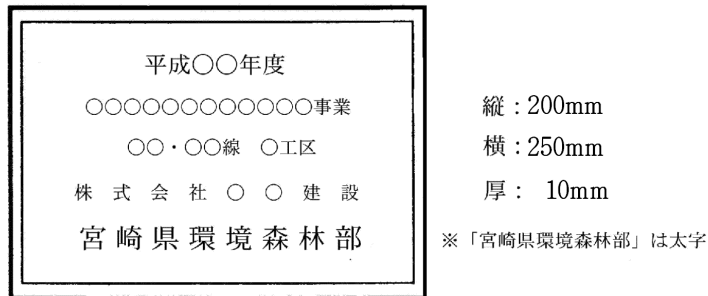 平成○○年度
○○○○○○○○○○○○事業
○○・○○線　○工区
株　式　会　社　○　○　建　設
宮崎県環境森林部
縦：200mm
横：250mm
厚：　10mm
※「宮崎県環境森林部」は太字